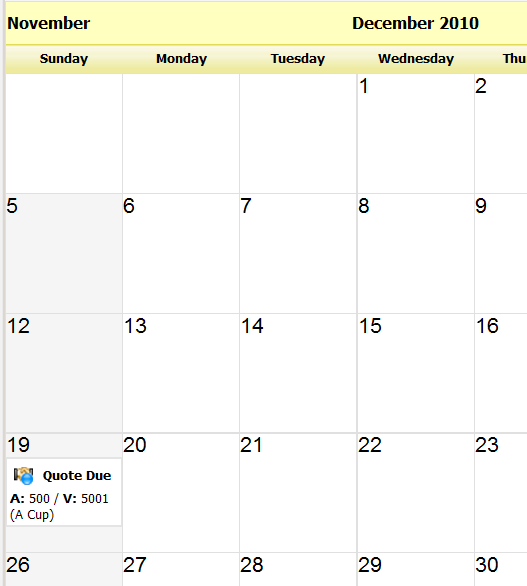 November December 2010
Sunday Monday Tuesday Wednesday Thu
1 2
5 6 7 8 9
12 13 14 15 16
19 20 21 22 23
Quote Due
A: 500 / V: 5001
(A Cup)
26 27 28 29 30